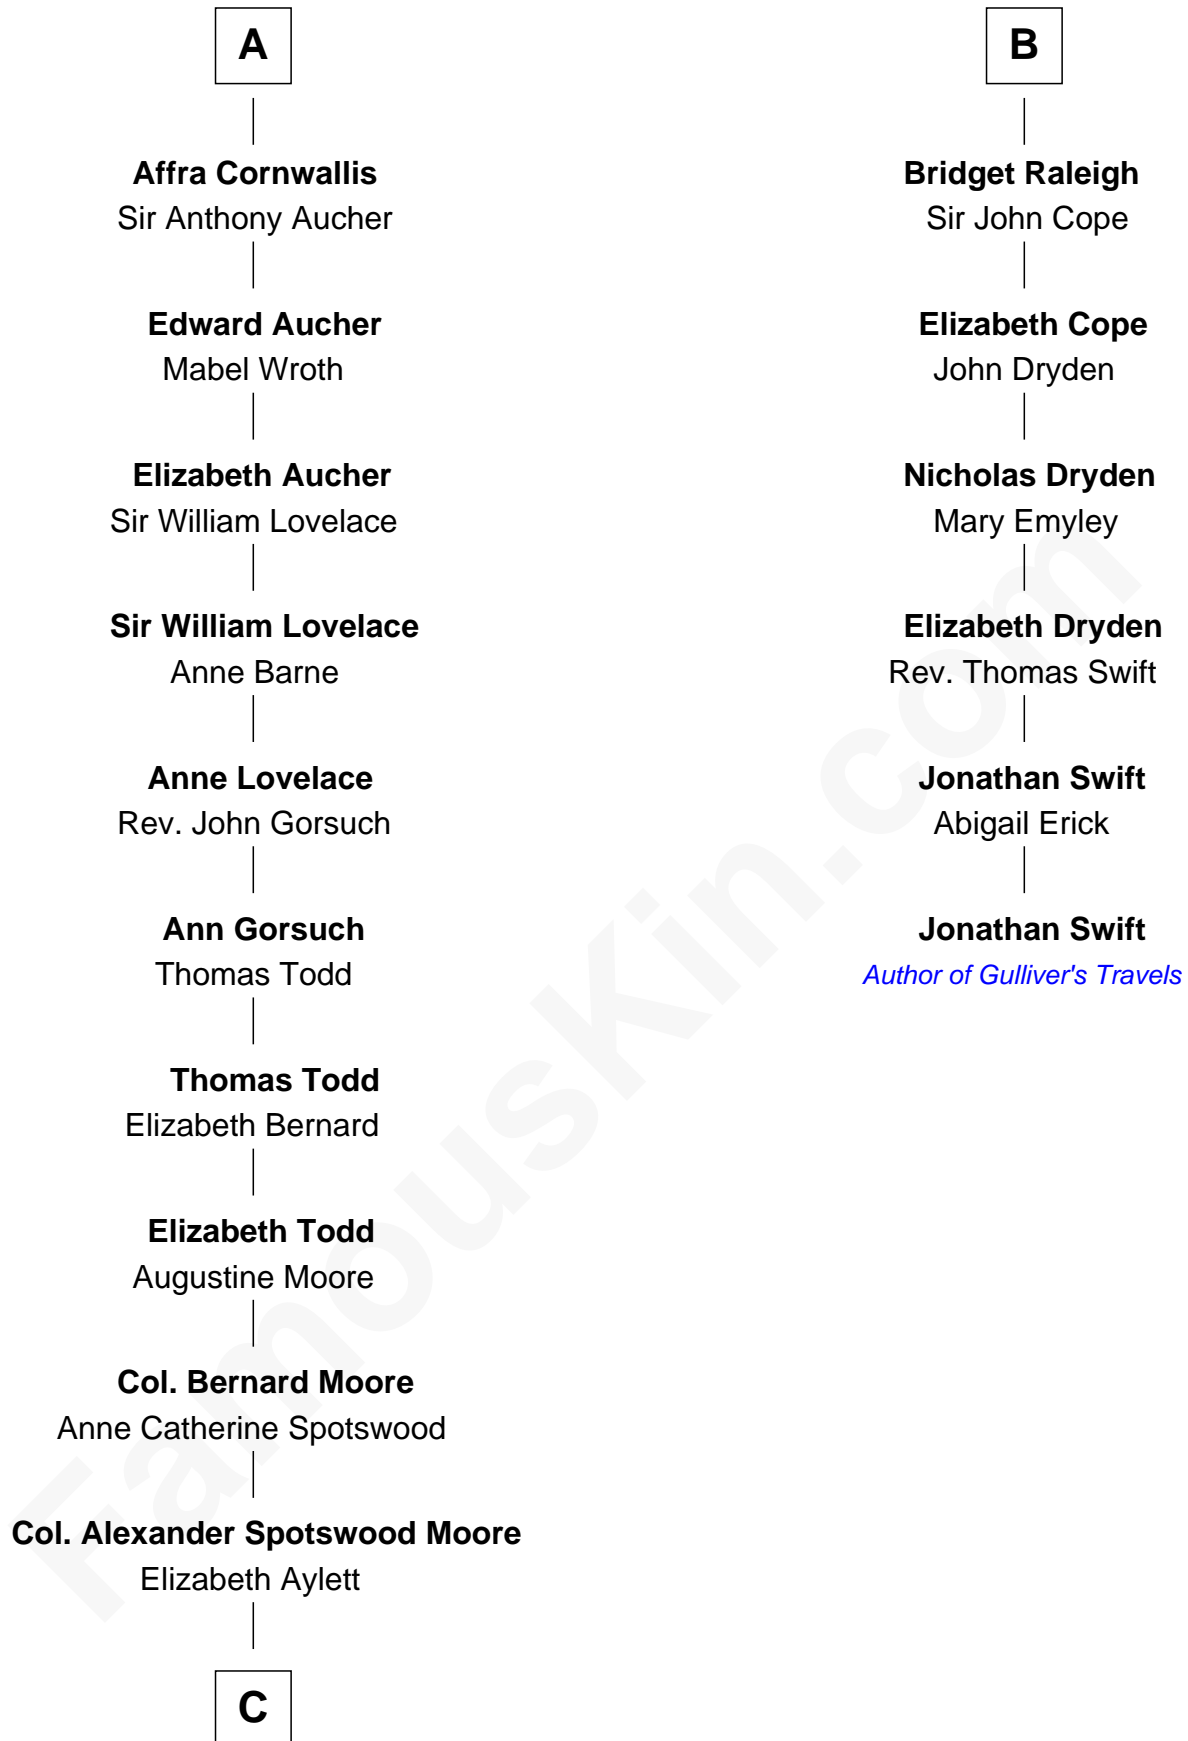 A
Affra Cornwallis
Sir Anthony Aucher
Edward Aucher
Mabel Wroth
Elizabeth Aucher
Sir William Lovelace
Sir William Lovelace
Anne Barne
Anne Lovelace
Rev. John Gorsuch
Ann Gorsuch
Thomas Todd
Thomas Todd
Elizabeth Bernard
Elizabeth Todd
Augustine Moore
Col. Bernard Moore
Anne Catherine Spotswood
Col. Alexander Spotswood Moore
Elizabeth Aylett
C
B
Bridget Raleigh
Sir John Cope
Elizabeth Cope
John Dryden
Nicholas Dryden
Mary Emyley
Elizabeth Dryden
Rev. Thomas Swift
Jonathan Swift
Abigail Erick
Jonathan Swift
Author of Gulliver's Travels
FamousKin.com